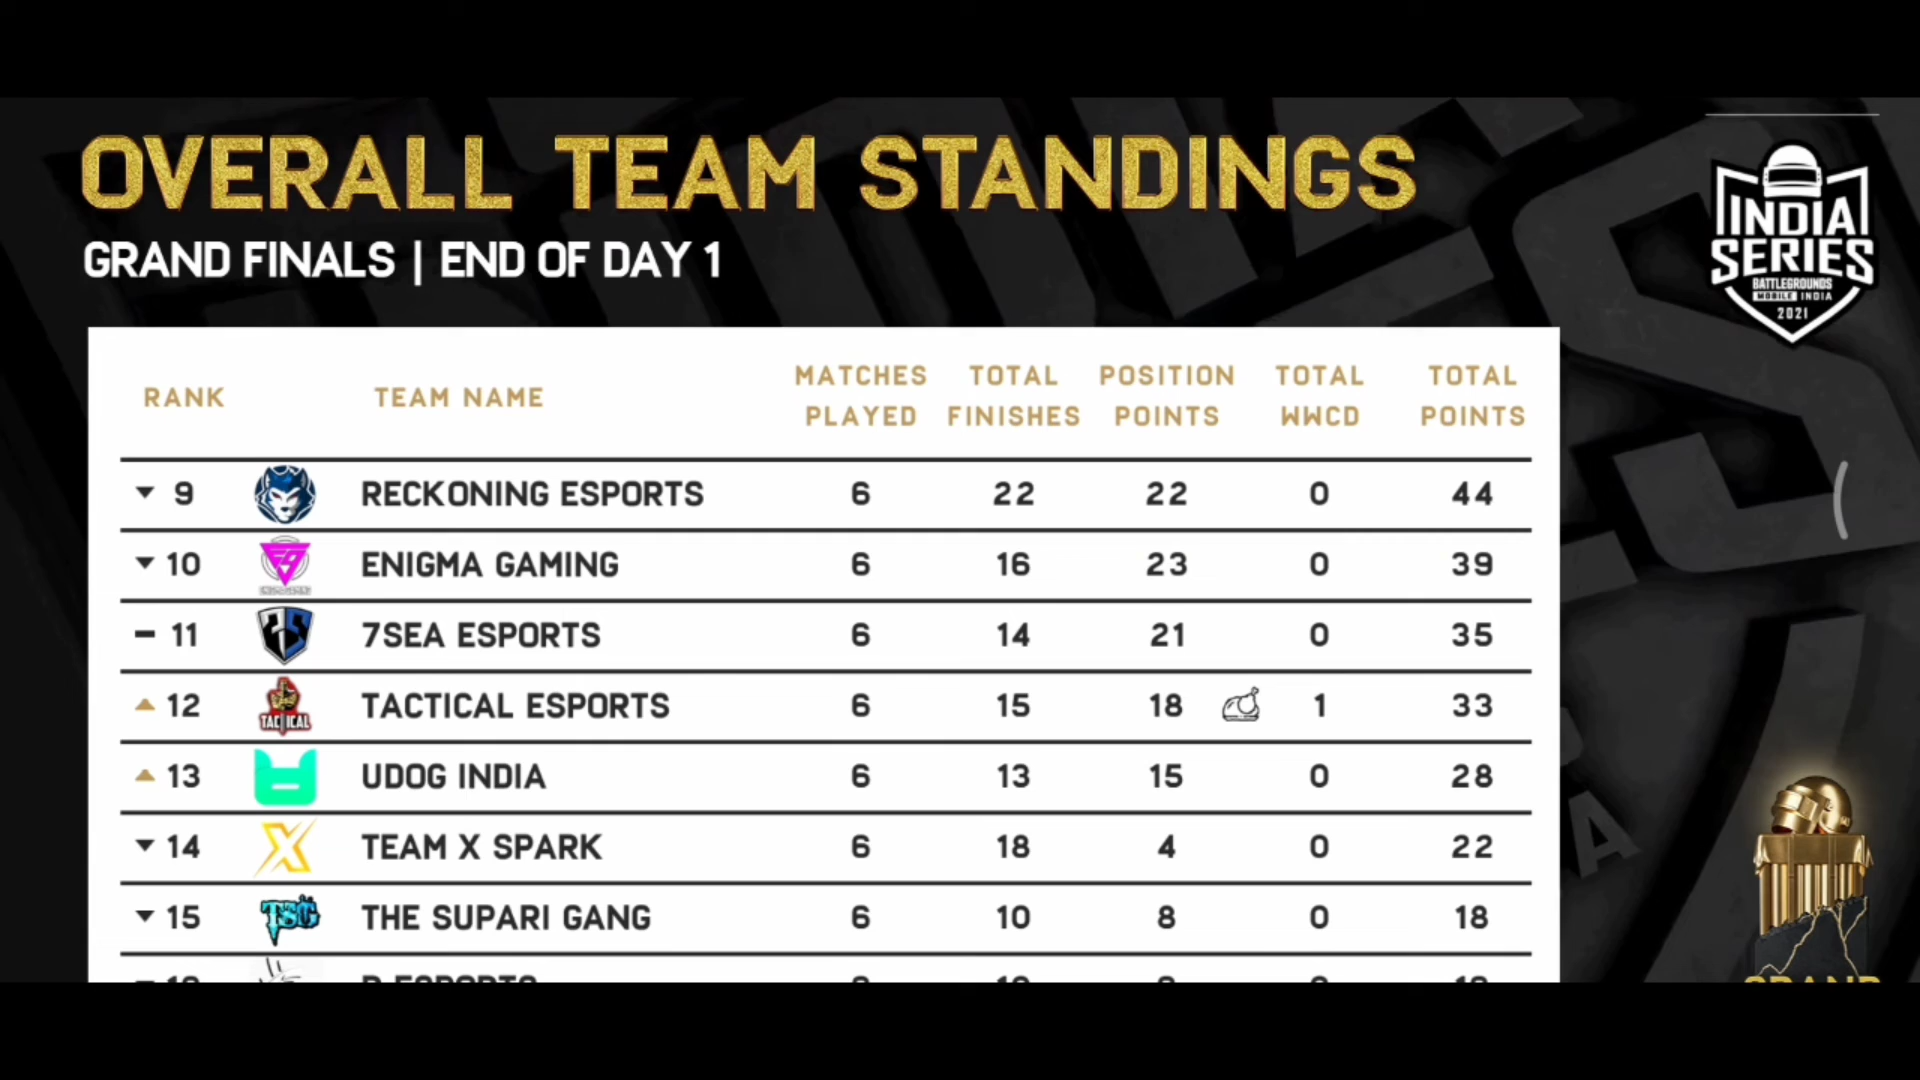 OVERALL TEAM STANDINGS
GRAND FINALS | END OF DAY 1
INDIA
SERIES
BATTLEGROUNDS
MOBILE INDIA
2021
RANK TEAM NAME MATCHES PLAYED TOTAL FINISHES POSITION POINTS TOTAL WWCD TOTAL POINTS
9 RECKONING ESPORTS 6 22 22 0 44
10 ENIGMA GAMING 6 16 23 0 39
11 7SEA ESPORTS 6 14 21 0 35
12 TACTICAL TACTICAL ESPORTS 6 15 18 1 33
13 UDOG INDIA 6 13 15 0 28
14 X TEAM X SPARK 6 18 4 0 22
15 TSG THE SUPARI GANG 6 10 8 0 18